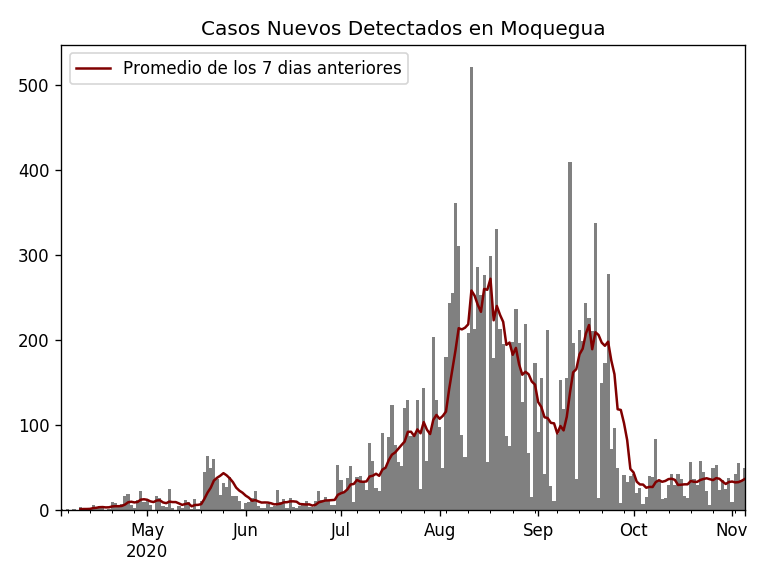 Casos Nuevos Detectados en Moquegua
Promedio de los 7 dias anteriores
500
400
300
200
100
0
May Jun Jul Aug Sep Oct Nov
2020